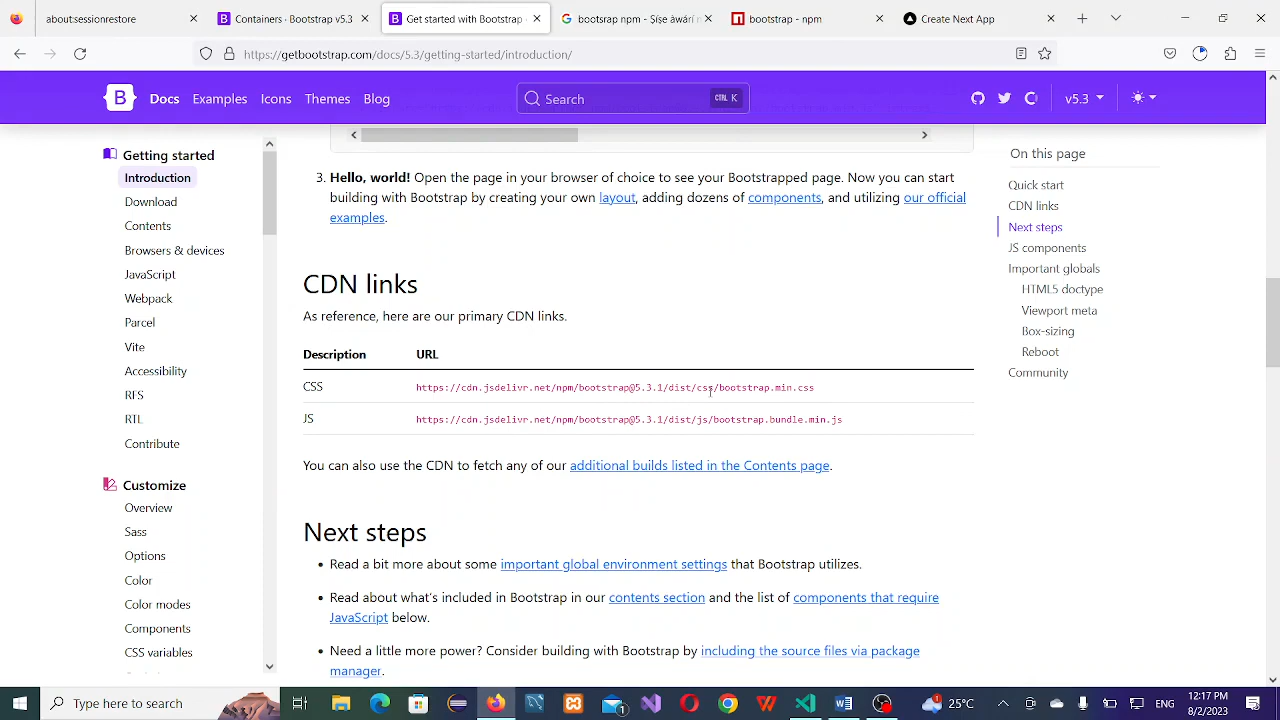 about:sessionrestore
Containers · Bootstrap v5.3
Get started with Bootstrap
bootsrap npm - Ṣiṣe àwárí n
bootstrap - npm
Create Next App
https://getbootstrap.com/docs/5.3/getting-started/introduction/
B
Docs
Examples
Icons
Themes
Blog
Search
CTRL K
v5.3
Getting started
Introduction
Download
Contents
Browsers & devices
JavaScript
Webpack
Parcel
Vite
Accessibility
RFS
RTL
Contribute
Customize
Overview
Sass
Options
Color
Color modes
Components
CSS variables
3. Hello, world! Open the page in your browser of choice to see your Bootstrapped page. Now you can start
building with Bootstrap by creating your own layout, adding dozens of components, and utilizing our official
examples.
CDN links
As reference, here are our primary CDN links.
Description URL
CSS https://cdn.jsdelivr.net/npm/bootstrap@5.3.1/dist/css/bootstrap.min.css
JS https://cdn.jsdelivr.net/npm/bootstrap@5.3.1/dist/js/bootstrap.bundle.min.js
You can also use the CDN to fetch any of our additional builds listed in the Contents page.
Next steps
• Read a bit more about some important global environment settings that Bootstrap utilizes.
• Read about what's included in Bootstrap in our contents section and the list of components that require
JavaScript below.
• Need a little more power? Consider building with Bootstrap by including the source files via package
manager.
On this page
Quick start
CDN links
Next steps
JS components
Important globals
HTML5 doctype
Viewport meta
Box-sizing
Reboot
Community
Type here to search
1
25°C
ENG
12:17 PM
8/2/2023